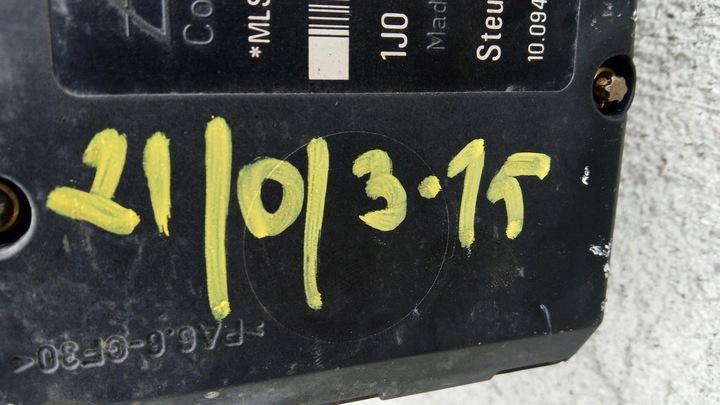 Co
*MLS
1J0
Mad
Steu
10.094
21/0/3.15
>PA6.6-GF30<